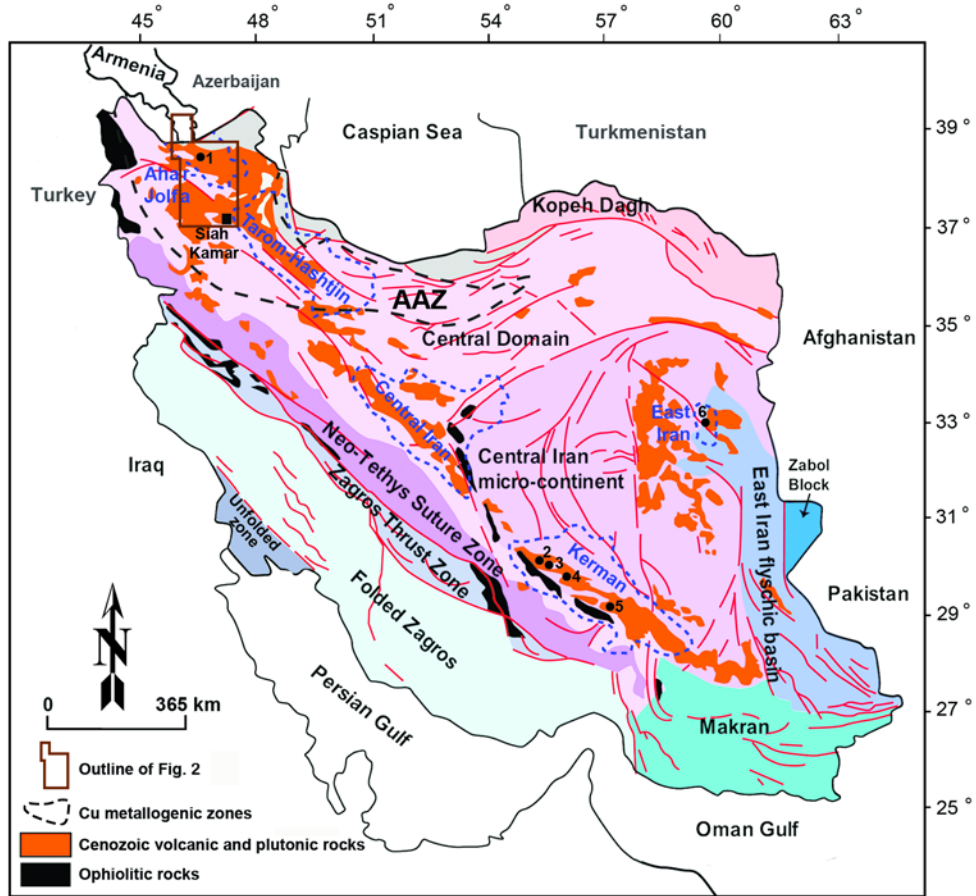 45° 48° 51° 54° 57° 60° 63°
Armenia
Azerbaijan
Caspian Sea
Turkmenistan
39°
1
Turkey
Ahar-
Jolfa
Kopeh Dagh
37°
Siah
Kamar
Tarom-Hashtjin
AAZ
Central Domain
35°
Afghanistan
Central Iran
6
East
Iran
33°
Iraq
Neo-Tethys Suture Zone
Central Iran
micro-continent
Zabol
Block
Zagros Thrust Zone
Unfolded
zone
East Iran flyschic basin
31°
Kerman
2
3
4
5
Pakistan
29°
Folded Zagros
N
Persian Gulf
0 365 km
27°
Makran
Outline of Fig. 2
Cu metallogenic zones
25°
Oman Gulf
Cenozoic volcanic and plutonic rocks
Ophiolitic rocks